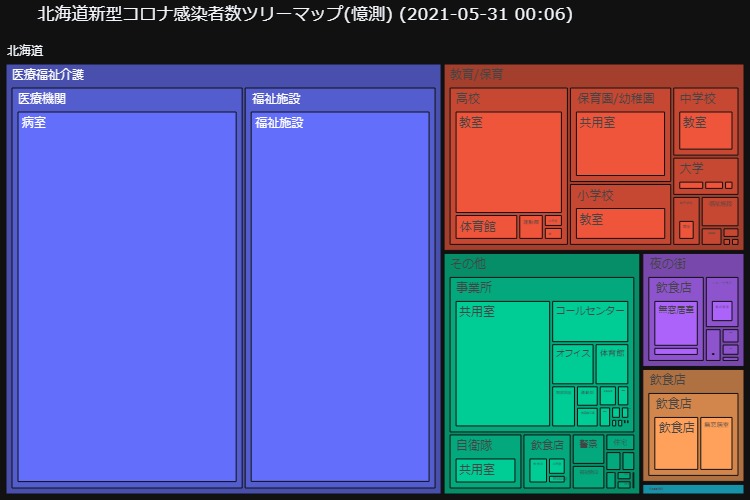 北海道新型コロナ感染者数ツリーマップ(憶測) (2021-05-31 00:06)
北海道
医療福祉介護
医療機関
病室
福祉施設
福祉施設
教育/保育
高校
教室
体育館
保育園/幼稚園
共用室
小学校
教室
中学校
教室
大学
その他
事業所
共用室
コールセンター
オフィス
体育館
自衛隊
共用室
飲食店
警察
住宅
夜の街
飲食店
無窓居室
飲食店
飲食店
飲食店
無窓居室